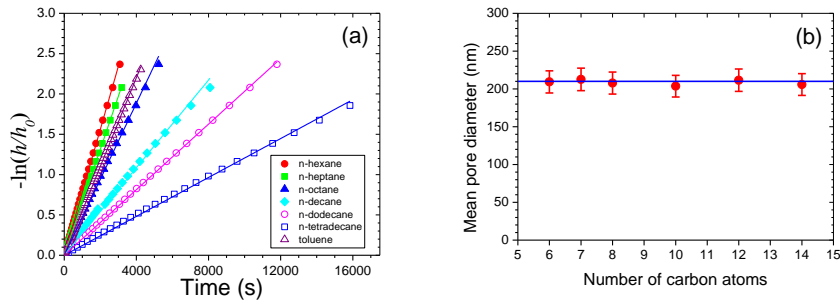 (a)
3.0
2.5
2.0
1.5
1.0
0.5
0.0
-ln(h/h0)
0 4000 8000 12000 16000
Time (s)
n-hexane
n-heptane
n-octane
n-decane
n-dodecane
n-tetradecane
toluene
(b)
300
250
200
150
100
50
0
Mean pore diameter (nm)
5 6 7 8 9 10 11 12 13 14 15
Number of carbon atoms